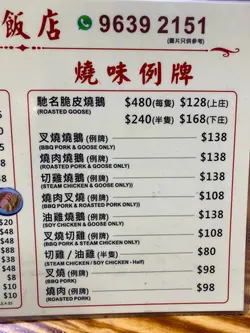 飯店 9639 2151
(圖片只供參考)
燒味例牌
馳名脆皮燒鵝 $480(每隻) $128(上庄)
(ROASTED GOOSE) $240(半隻) $168(下庄)
叉燒燒鵝(例牌) $138
(BBQ PORK & GOOSE ONLY)
燒肉燒鵝(例牌) $138
(ROASTED PORK & GOOSE ONLY)
切雞燒鵝(例牌) $138
(STEAM CHICKEN & GOOSE ONLY)
燒肉叉燒(例牌) $108
(BBQ PORK & ROASTED PORK ONLY)
油雞燒鵝(例牌) $138
(SOY CHICKEN & GOOSE ONLY)
叉燒切雞(例牌) $108
(BBQ PORK & STEAM CHICKEN ONLY)
切雞/油雞(半隻) $80
(STEAM CHICKEN / SOY CHICKEN - Half)
叉燒(例牌) $98
(BBQ PORK)
燒肉(例牌) $98
(ROASTED PORK)
$20
$48
$48
$38
$8
$10
$10